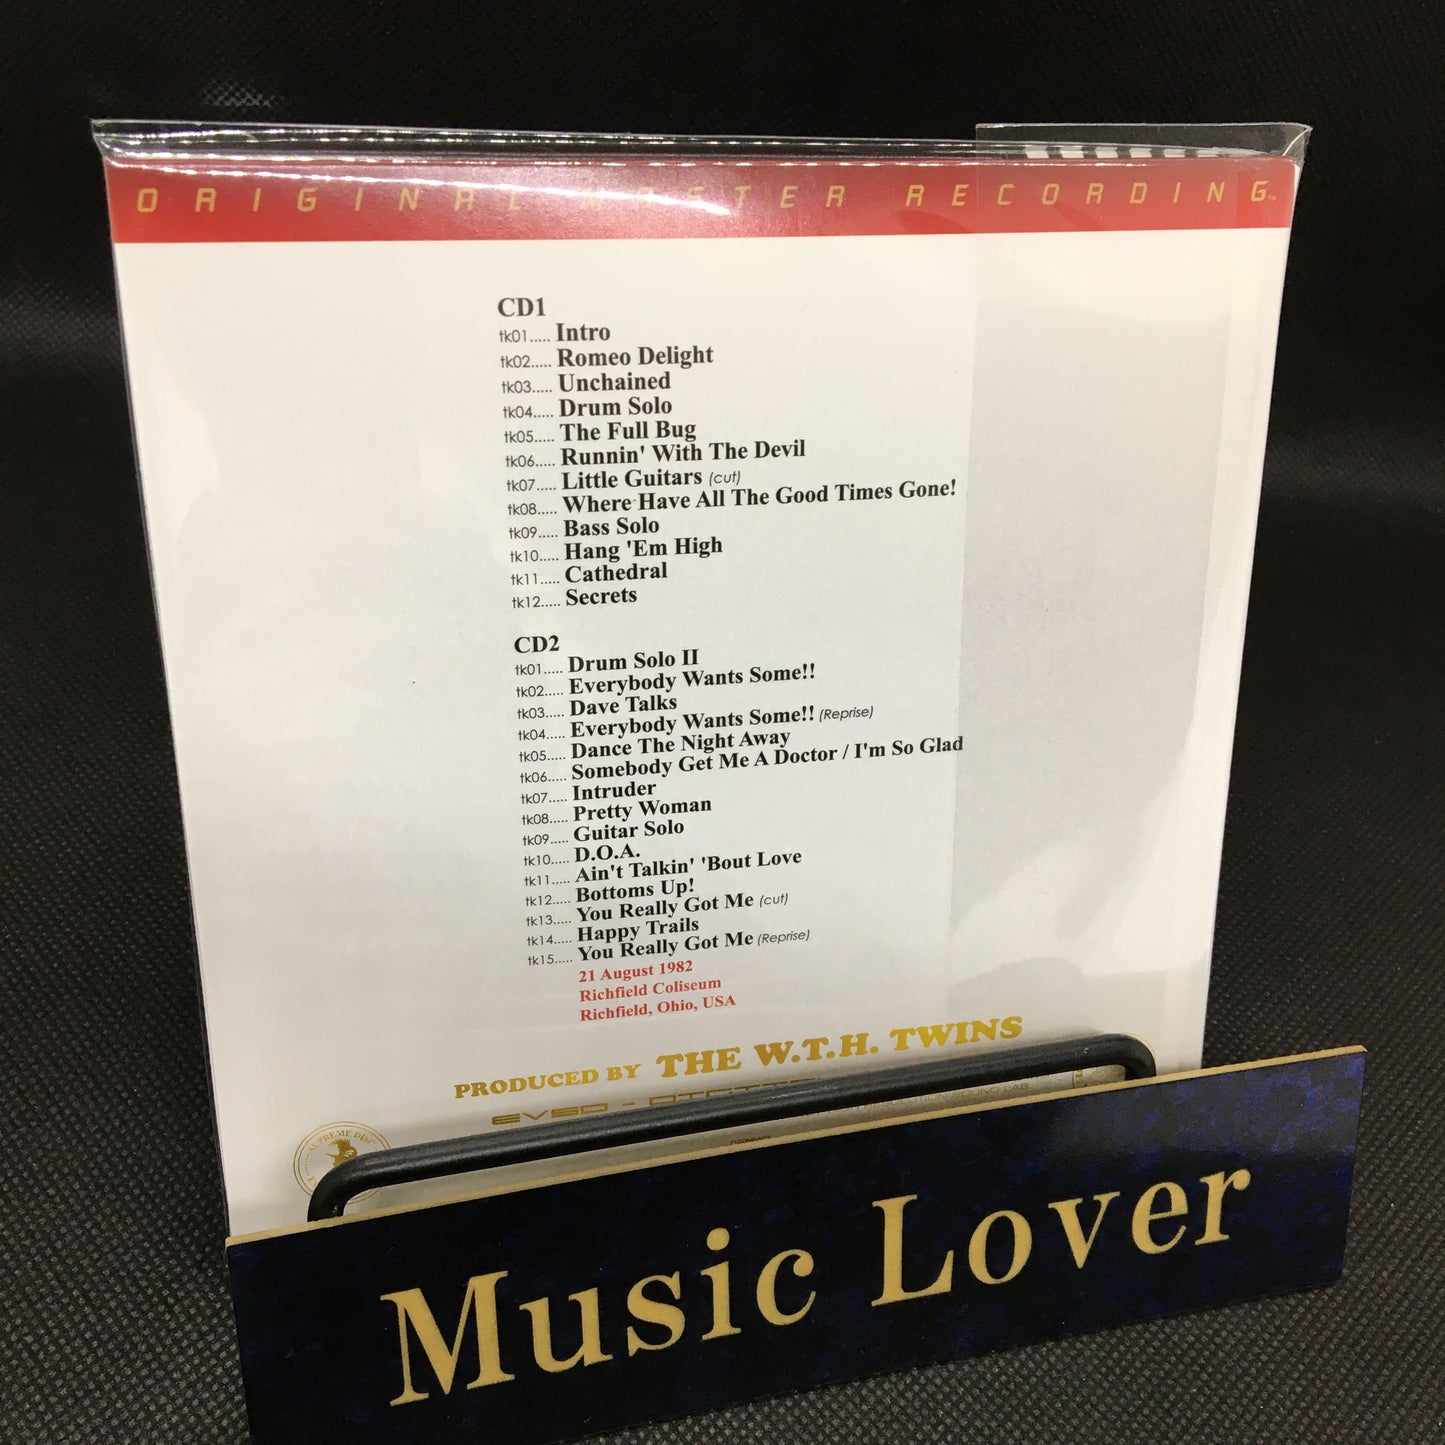 ORIGINAL MASTER RECORDING™
CD1
tk01..... Intro
tk02..... Romeo Delight
tk03..... Unchained
tk04..... Drum Solo
tk05..... The Full Bug
tk06..... Runnin' With The Devil
tk07..... Little Guitars (cut)
tk08..... Where Have All The Good Times Gone!
tk09..... Bass Solo
tk10..... Hang 'Em High
tk11..... Cathedral
tk12..... Secrets
CD2
tk01..... Drum Solo II
tk02..... Everybody Wants Some!!
tk03..... Dave Talks
tk04..... Everybody Wants Some!! (Reprise)
tk05..... Dance The Night Away
tk06..... Somebody Get Me A Doctor / I'm So Glad
tk07..... Intruder
tk08..... Pretty Woman
tk09..... Guitar Solo
tk10..... D.O.A.
tk11..... Ain't Talkin' 'Bout Love
tk12..... Bottoms Up!
tk13..... You Really Got Me (cut)
tk14..... Happy Trails
tk15..... You Really Got Me (Reprise)
21 August 1982
Richfield Coliseum
Richfield, Ohio, USA
PRODUCED BY THE W.T.H. TWINS
EVSD -
SOUND LAB
SUPREME DISC
Music Lover